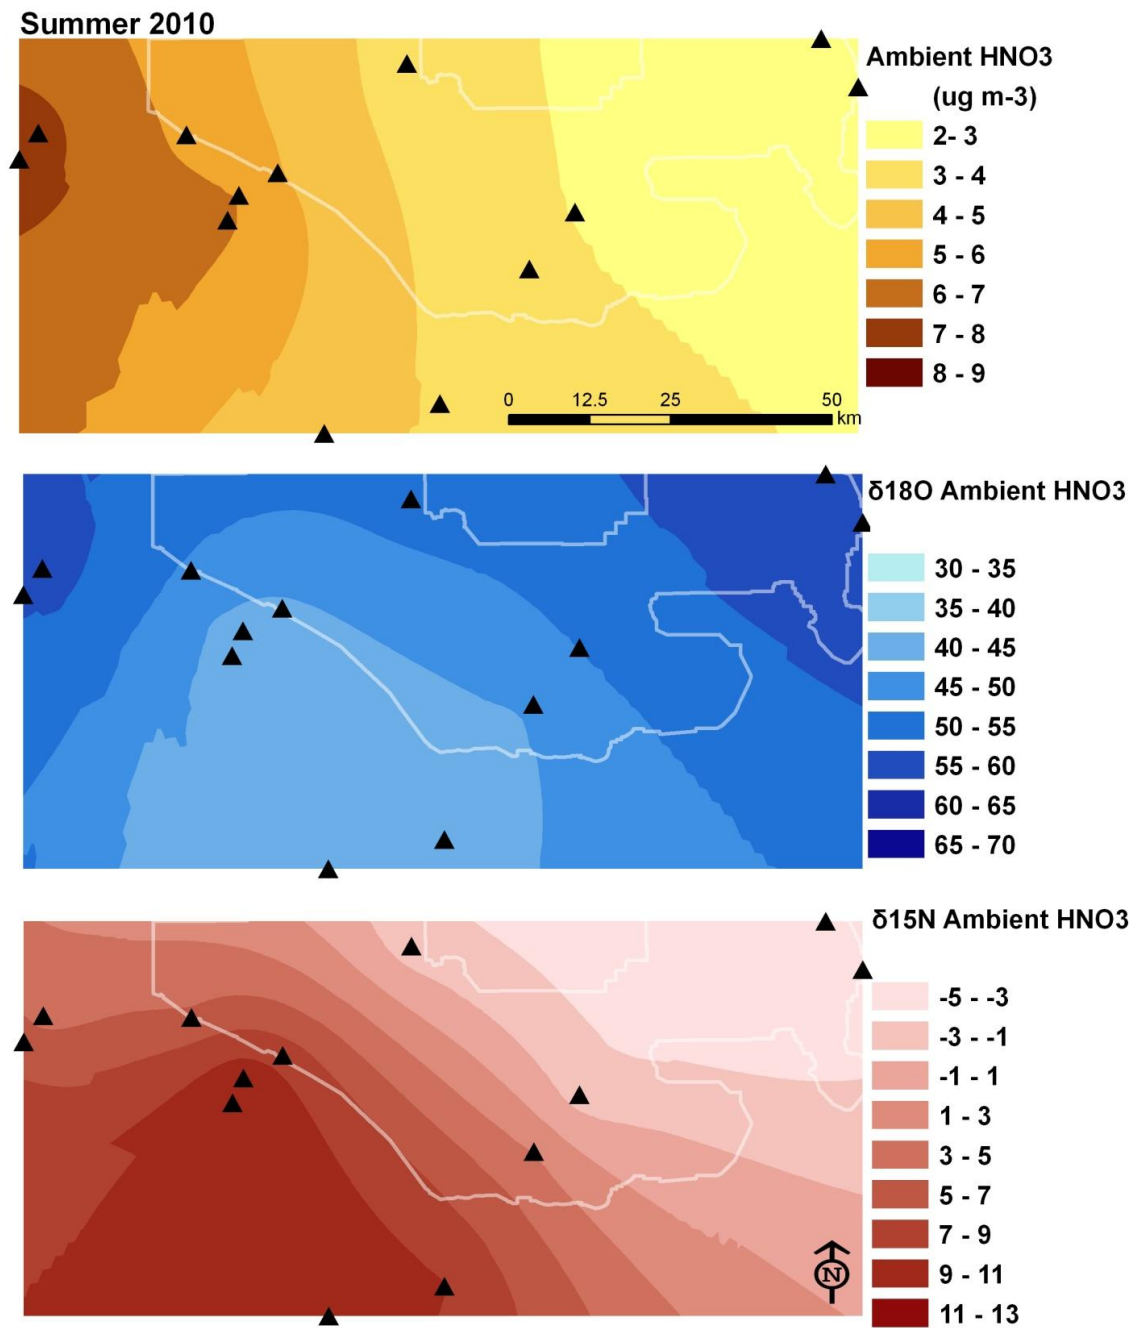 Summer 2010
Ambient HNO3
(ug m-3)
2- 3
3 - 4
4 - 5
5 - 6
6 - 7
7 - 8
8 - 9
0 12.5 25 50
km
δ18O Ambient HNO3
30 - 35
35 - 40
40 - 45
45 - 50
50 - 55
55 - 60
60 - 65
65 - 70
δ15N Ambient HNO3
-5 - -3
-3 - -1
-1 - 1
1 - 3
3 - 5
5 - 7
7 - 9
9 - 11
11 - 13
N